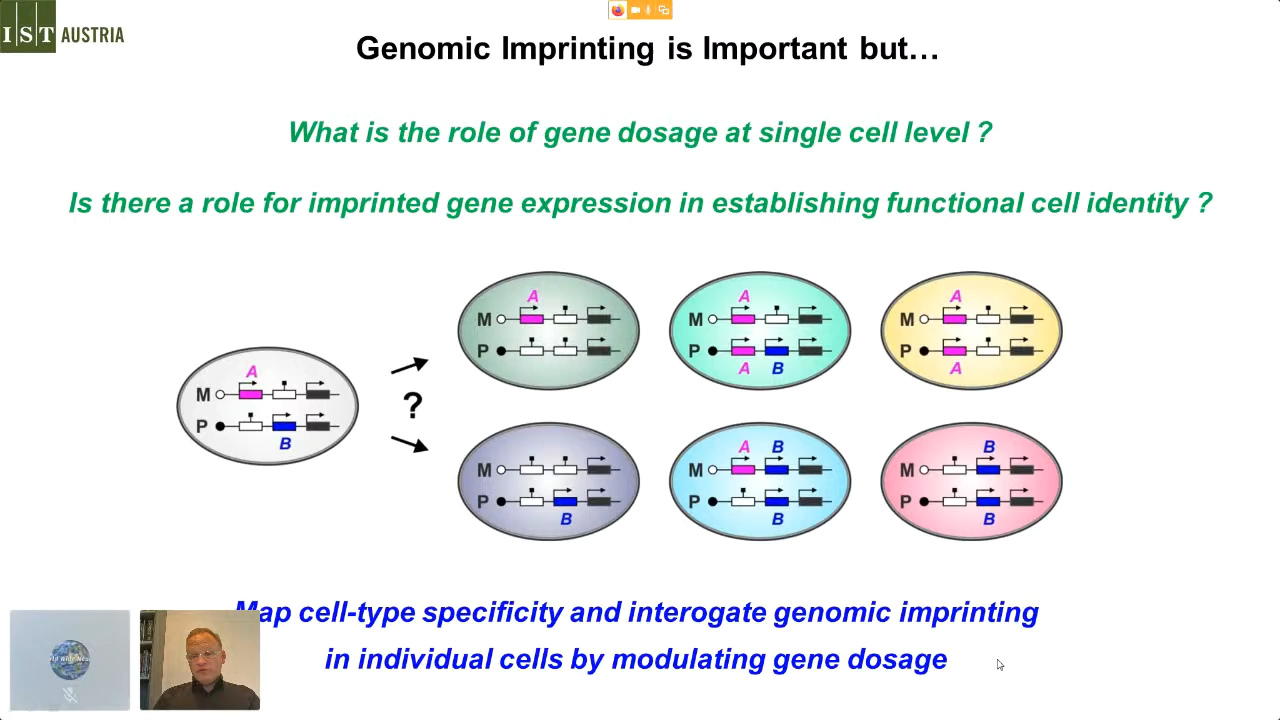 IST AUSTRIA
Genomic Imprinting is Important but...
What is the role of gene dosage at single cell level ?
Is there a role for imprinted gene expression in establishing functional cell identity ?
A A A
M M M
P P P
A B A
A
M
P
B
?
A B B
M M M
P P P
B B B
Map cell-type specificity and interogate genomic imprinting
in individual cells by modulating gene dosage